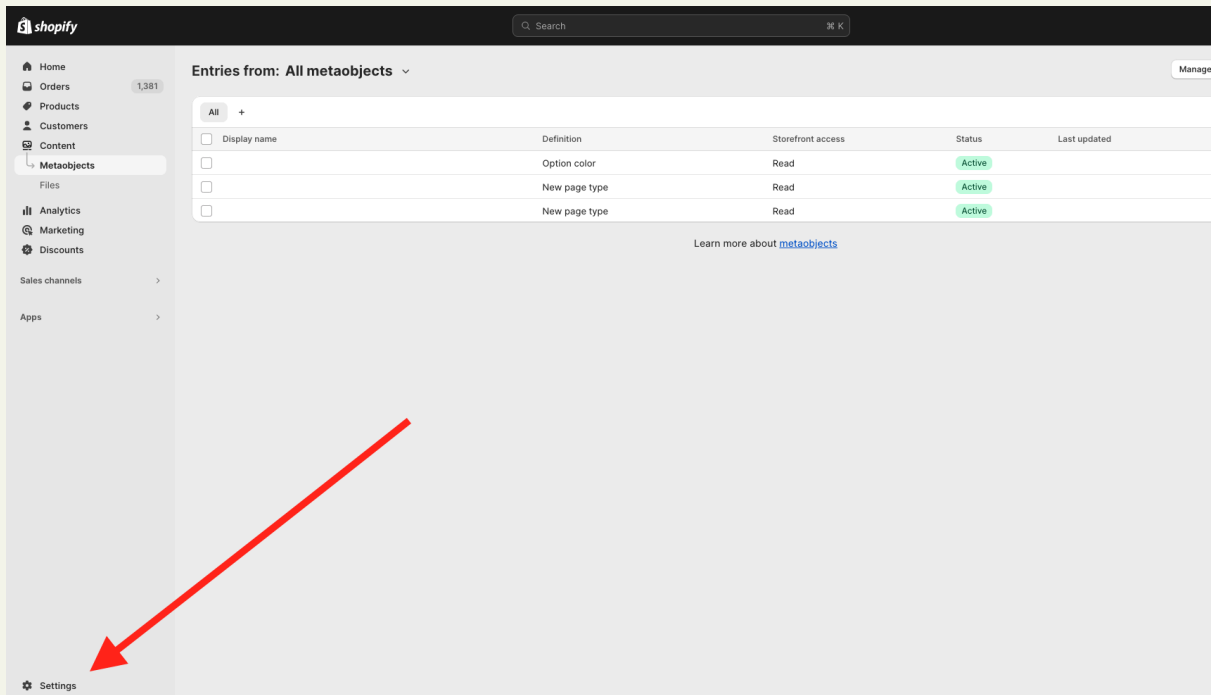 shopify
Search
⌘ K
Home
Orders 1,381
Products
Customers
Content
Metaobjects
Files
Analytics
Marketing
Discounts
Sales channels
Apps
Settings
Entries from: All metaobjects
Manage
All +
Display name Definition Storefront access Status Last updated
Option color Read Active
New page type Read Active
New page type Read Active
Learn more about metaobjects